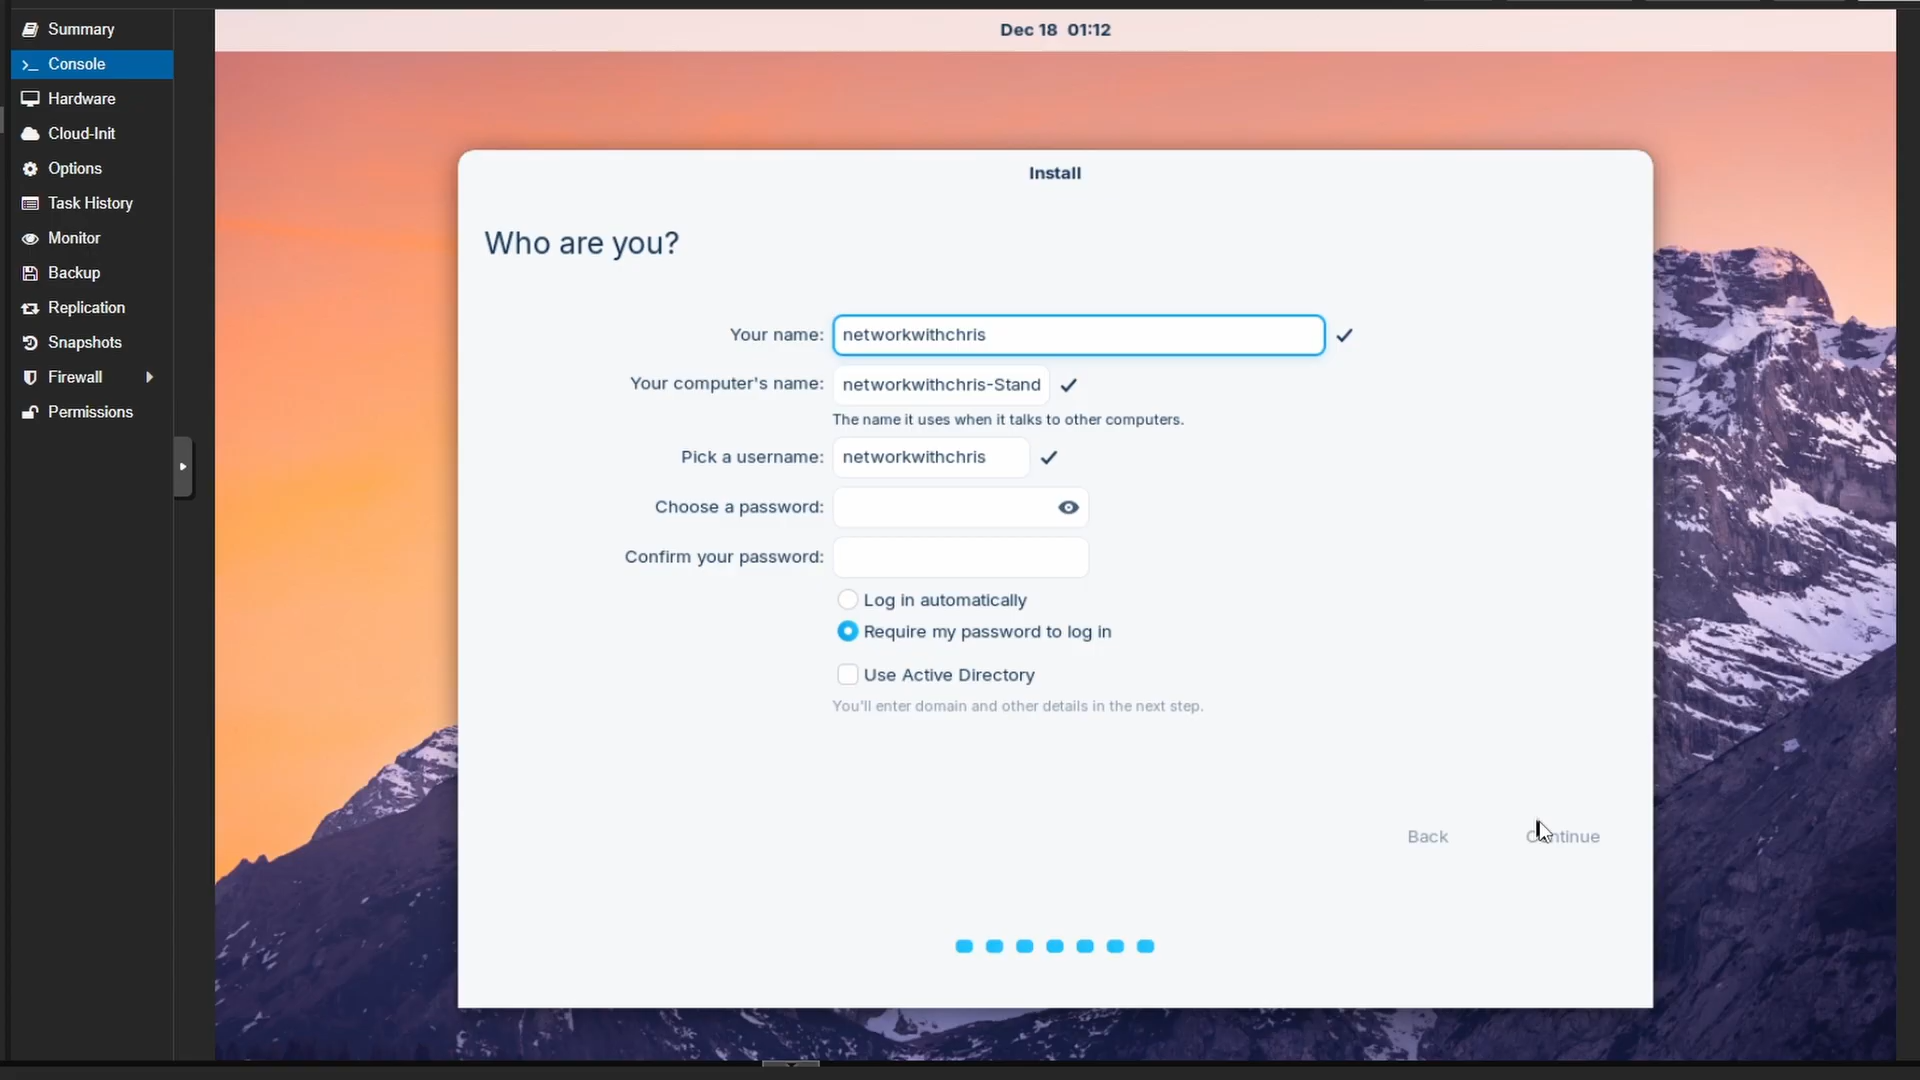 Summary
Console
Hardware
Cloud-Init
Options
Task History
Monitor
Backup
Replication
Snapshots
Firewall
Permissions
Dec 18 01:12
Install
Who are you?
Your name: networkwithchris
Your computer's name: networkwithchris-Stand
The name it uses when it talks to other computers.
Pick a username: networkwithchris
Choose a password:
Confirm your password:
Log in automatically
Require my password to log in
Use Active Directory
You'll enter domain and other details in the next step.
Back Continue